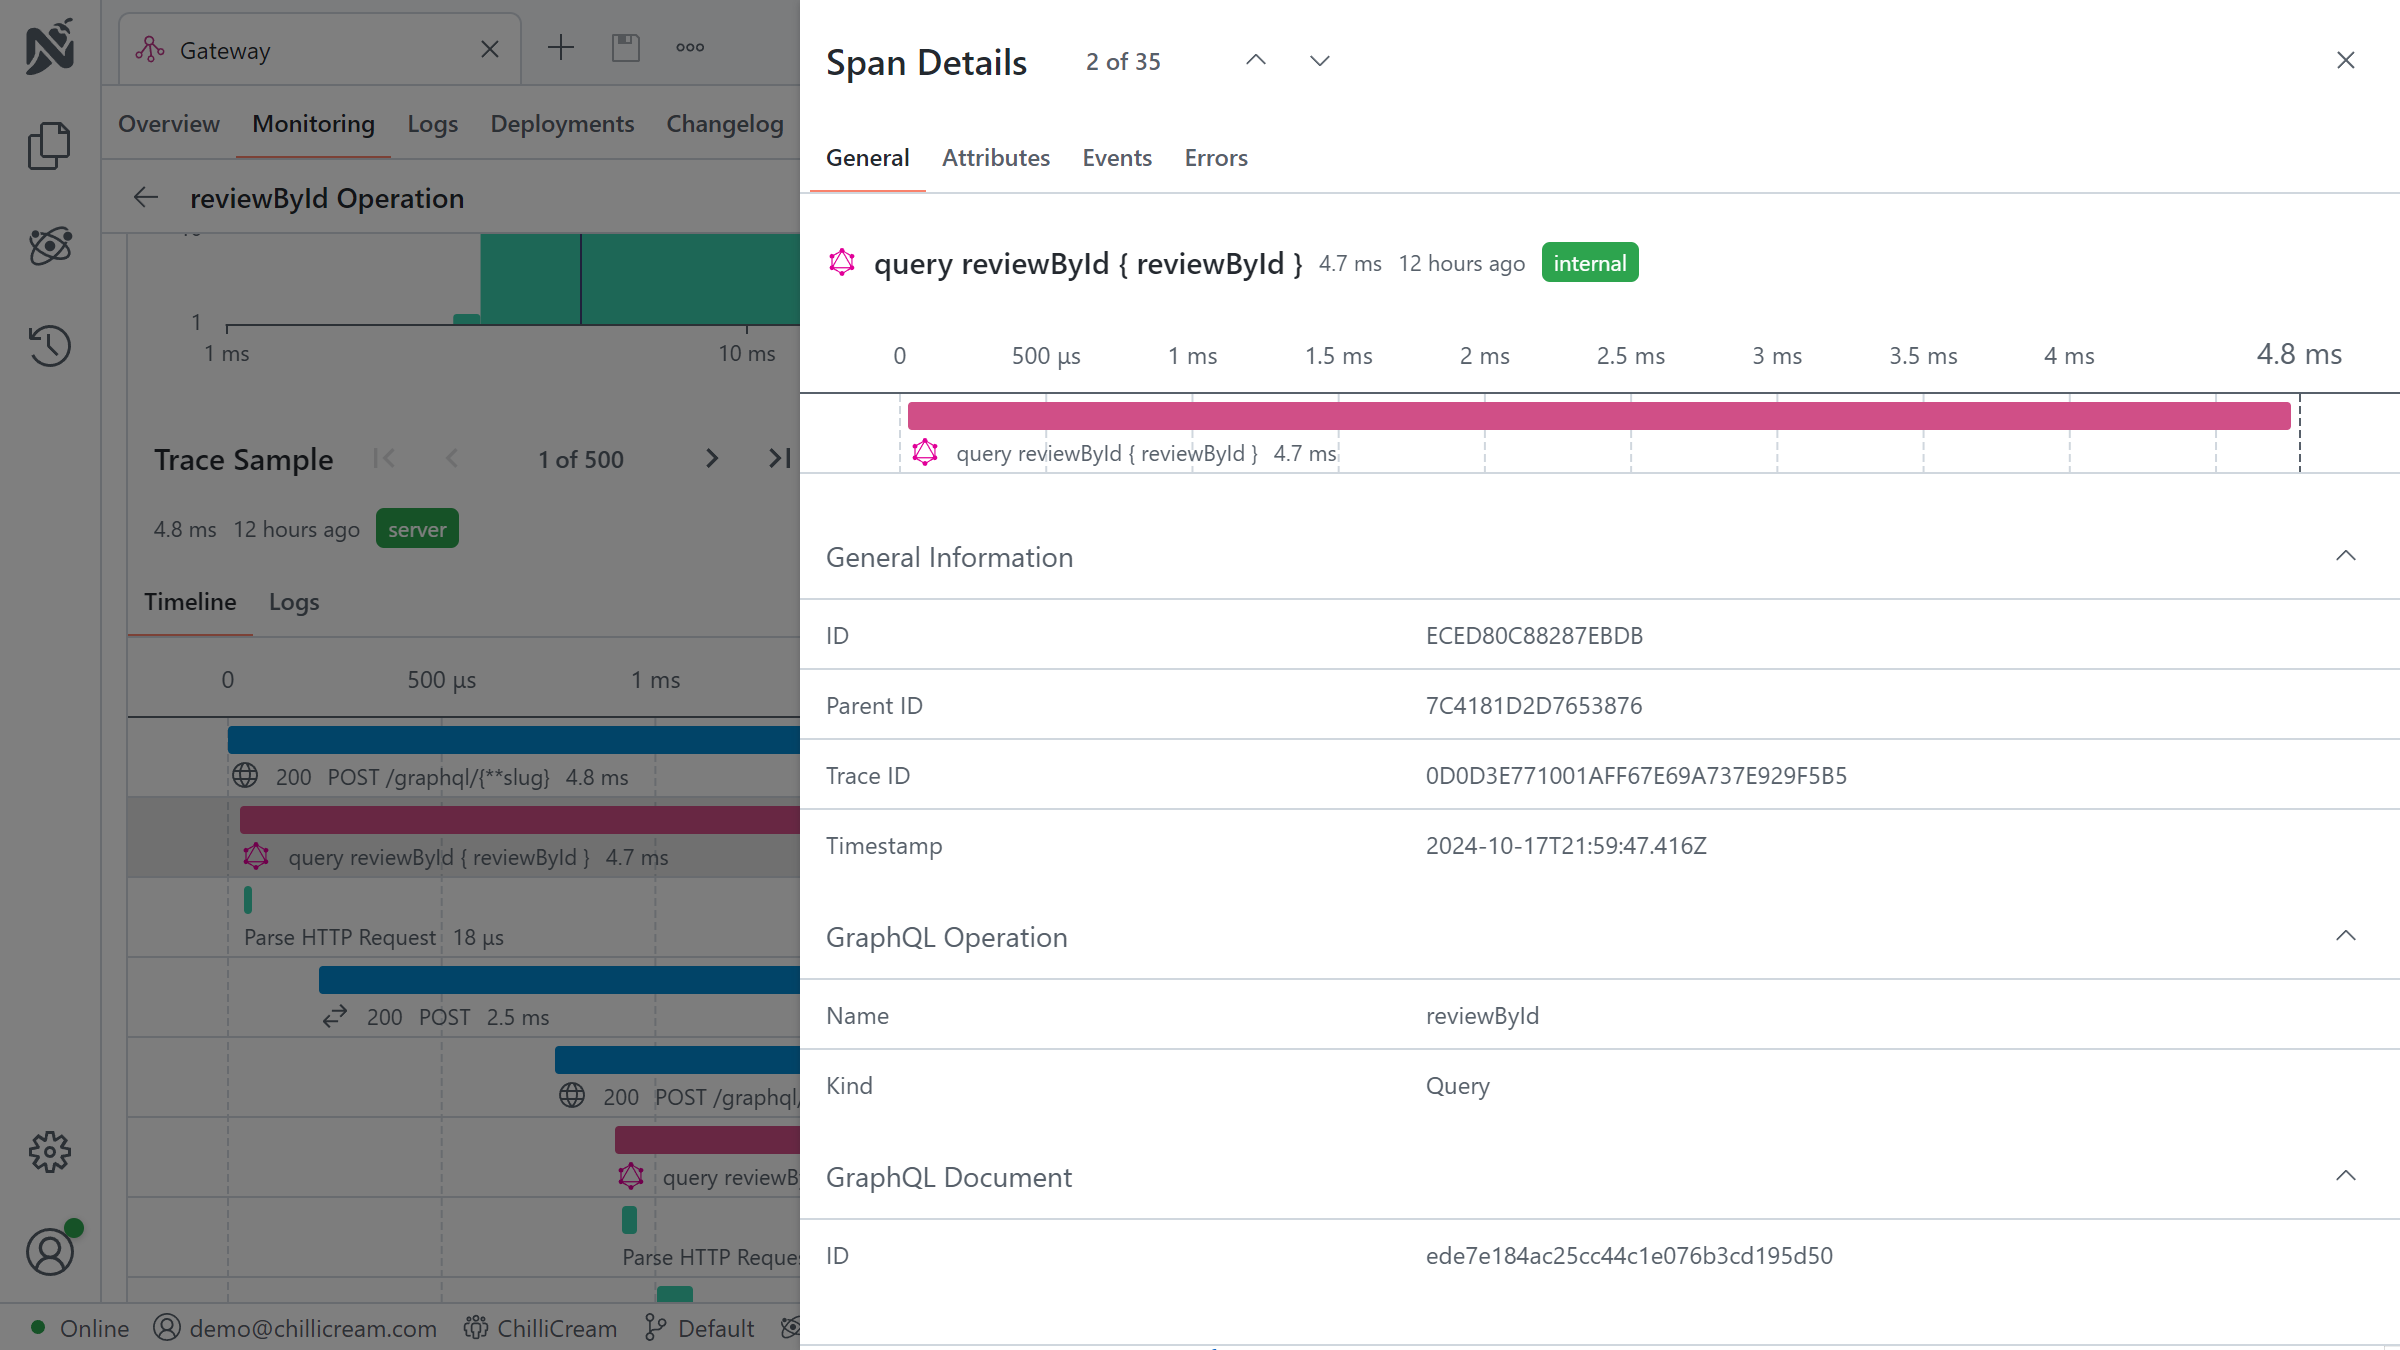 Gateway
Overview Monitoring Logs Deployments Changelog
reviewById Operation
1
1 ms 10 ms
Trace Sample 1 of 500
4.8 ms 12 hours ago server
Timeline Logs
0 500 µs 1 ms
200 POST /graphql/{**slug} 4.8 ms
query reviewById { reviewById } 4.7 ms
Parse HTTP Request 18 µs
200 POST 2.5 ms
200 POST /graphql/
query reviewB
Parse HTTP Reque
Online demo@chillicream.com ChilliCream Default
Span Details 2 of 35
General Attributes Events Errors
query reviewById { reviewById } 4.7 ms 12 hours ago internal
0 500 µs 1 ms 1.5 ms 2 ms 2.5 ms 3 ms 3.5 ms 4 ms 4.8 ms
query reviewById { reviewById } 4.7 ms
General Information
ID ECED80C88287EBDB
Parent ID 7C4181D2D7653876
Trace ID 0D0D3E771001AFF67E69A737E929F5B5
Timestamp 2024-10-17T21:59:47.416Z
GraphQL Operation
Name reviewById
Kind Query
GraphQL Document
ID ede7e184ac25cc44c1e076b3cd195d50